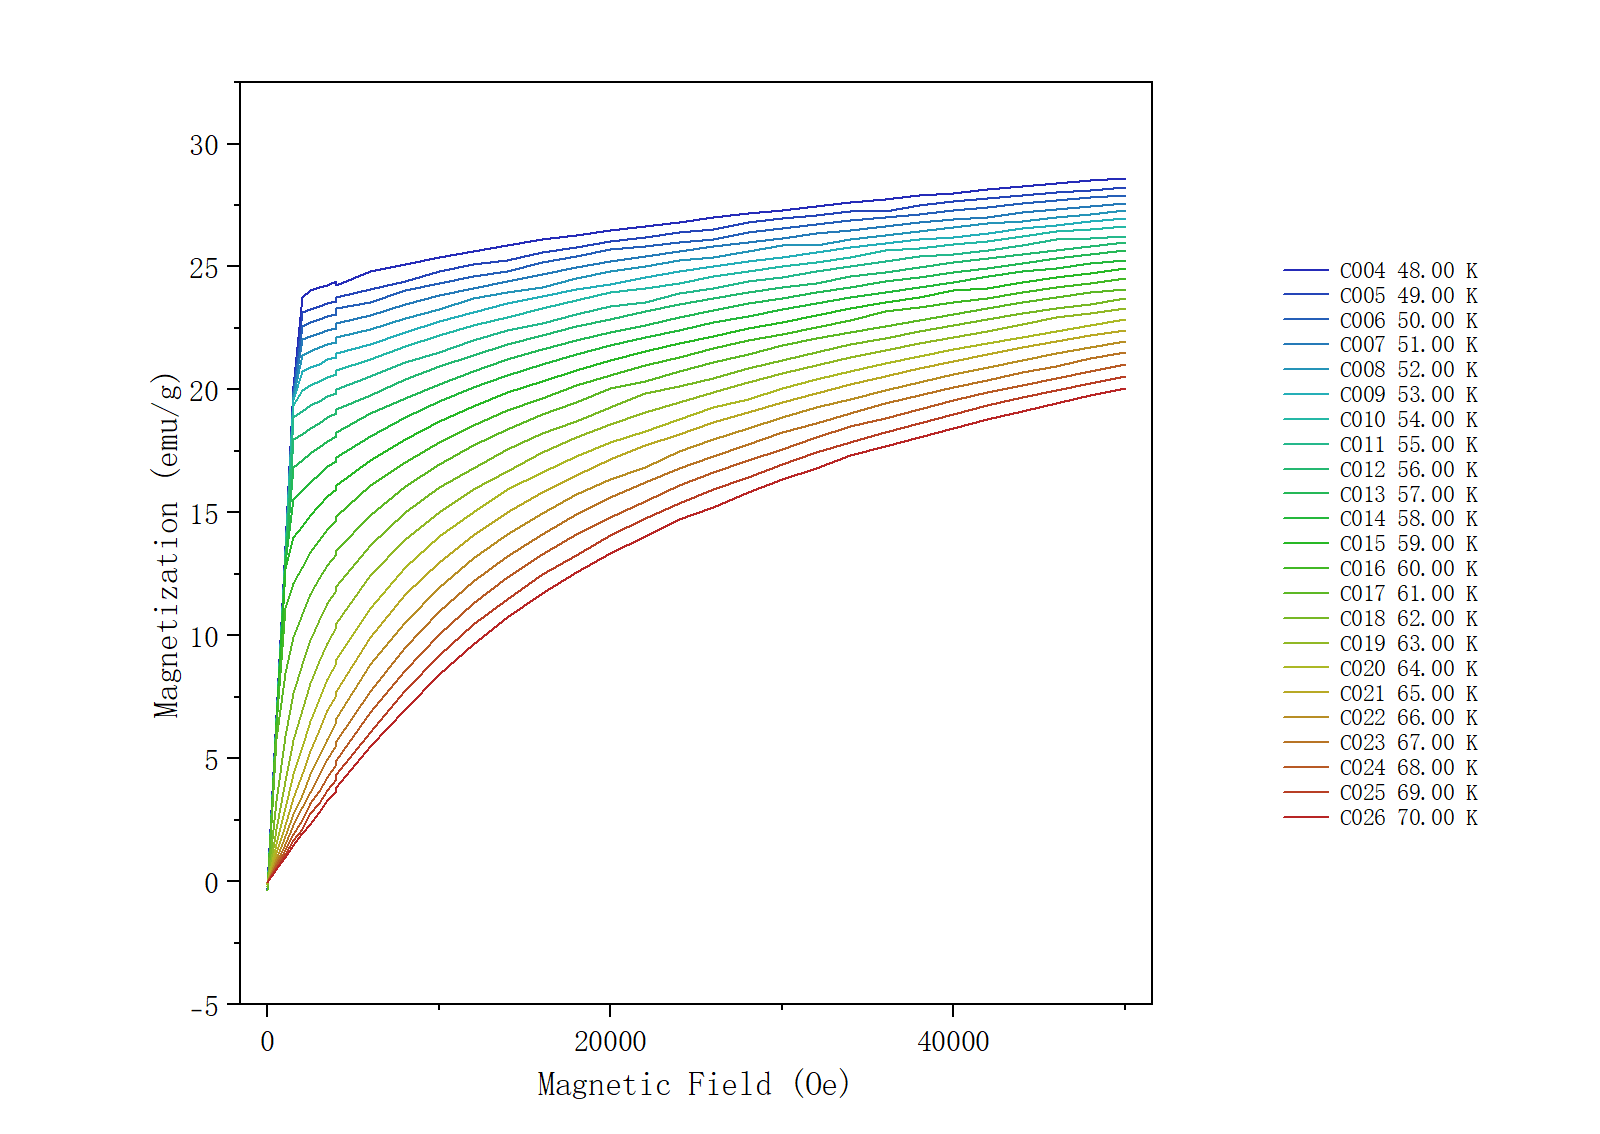 30
25
20
15
10
5
0
-5
0 20000 40000
Magnetic Field (Oe)
Magnetization (emu/g)
C004 48.00 K
C005 49.00 K
C006 50.00 K
C007 51.00 K
C008 52.00 K
C009 53.00 K
C010 54.00 K
C011 55.00 K
C012 56.00 K
C013 57.00 K
C014 58.00 K
C015 59.00 K
C016 60.00 K
C017 61.00 K
C018 62.00 K
C019 63.00 K
C020 64.00 K
C021 65.00 K
C022 66.00 K
C023 67.00 K
C024 68.00 K
C025 69.00 K
C026 70.00 K